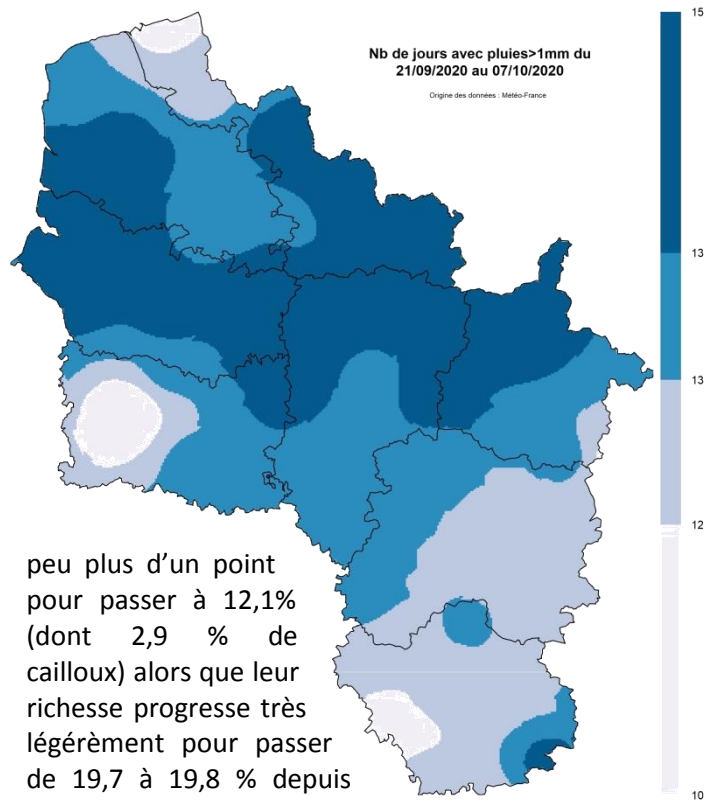 Nb de jours avec pluies>1mm du
21/09/2020 au 07/10/2020
Origine des données : Météo-France
15
13
13
12
10
peu plus d’un point
pour passer à 12,1%
(dont 2,9 % de
cailloux) alors que leur
richesse progresse très
légérèment pour passer
de 19,7 à 19,8 % depuis